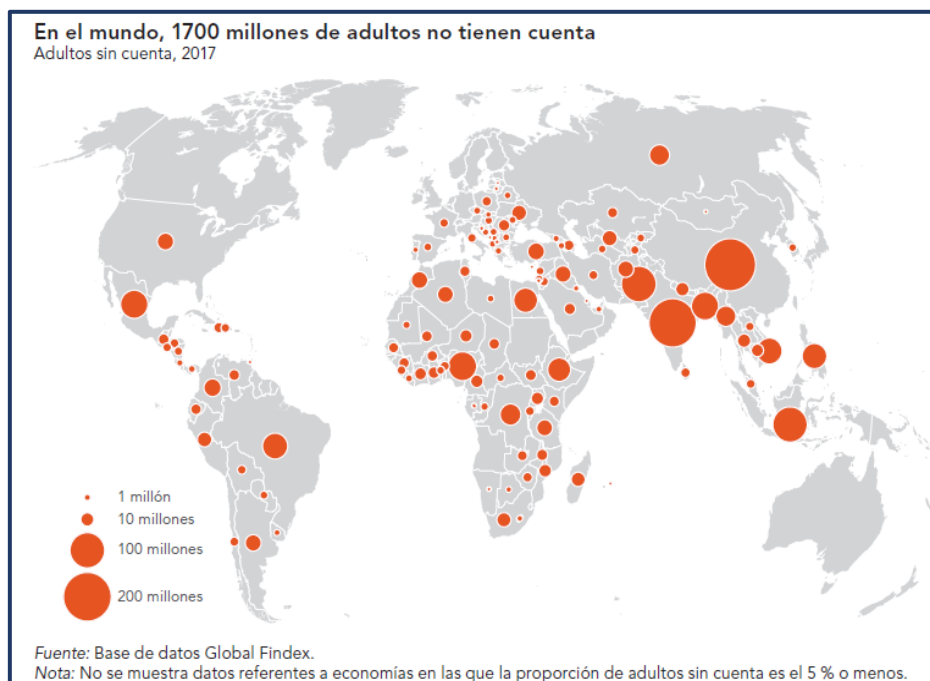 En el mundo, 1700 millones de adultos no tienen cuenta
Adultos sin cuenta, 2017
1 millón
10 millones
100 millones
200 millones
Fuente: Base de datos Global Findex.
Nota: No se muestra datos referentes a economías en las que la proporción de adultos sin cuenta es el 5 % o menos.